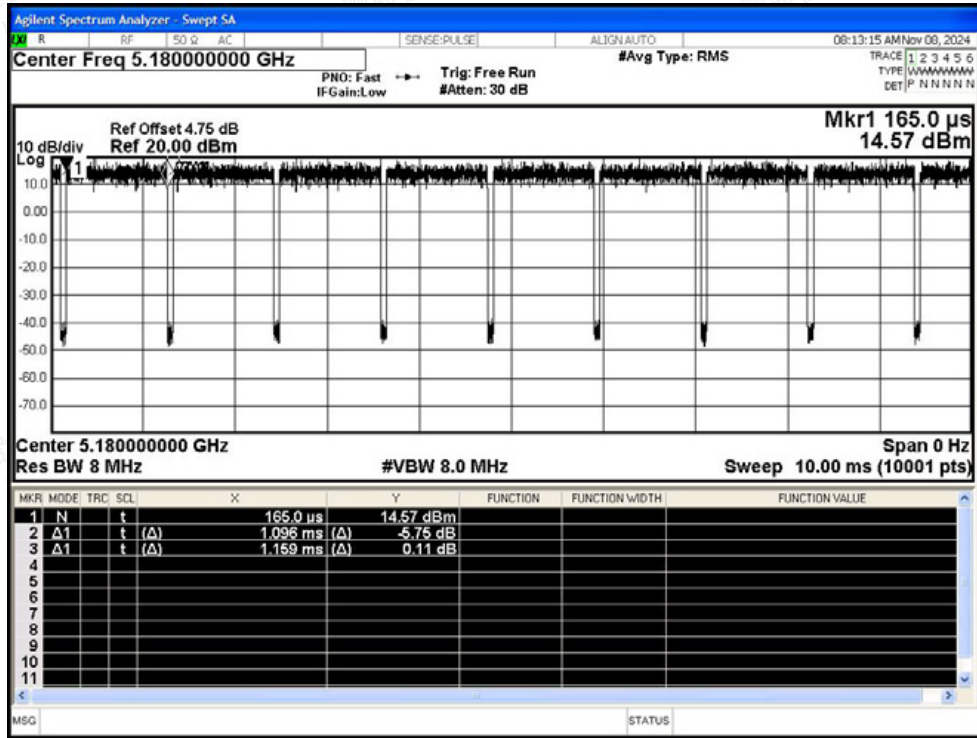 Agilent Spectrum Analyzer - Swept SA
LXI R RF 50 Ω AC SENSE:PULSE ALIGN AUTO 08:13:15 AM Nov 08, 2024
Center Freq 5.180000000 GHz
#Avg Type: RMS
TRACE 1 2 3 4 5 6
TYPE WWWWWW
DET P N N N N N
PNO: Fast
IFGain:Low
Trig: Free Run
#Atten: 30 dB
Mkr1 165.0 µs
14.57 dBm
Ref Offset 4.75 dB
10 dB/div Ref 20.00 dBm
Log
1
10.0
0.00
-10.0
-20.0
-30.0
-40.0
-50.0
-60.0
-70.0
Center 5.180000000 GHz Span 0 Hz
Res BW 8 MHz #VBW 8.0 MHz Sweep 10.00 ms (10001 pts)
MKR MODE TRC SCL X Y FUNCTION FUNCTION WIDTH FUNCTION VALUE
1 N t 165.0 µs 14.57 dBm
2 Δ1 t (Δ) 1.096 ms (Δ) -5.75 dB
3 Δ1 t (Δ) 1.159 ms (Δ) 0.11 dB
4
5
6
7
8
9
10
11
MSG STATUS